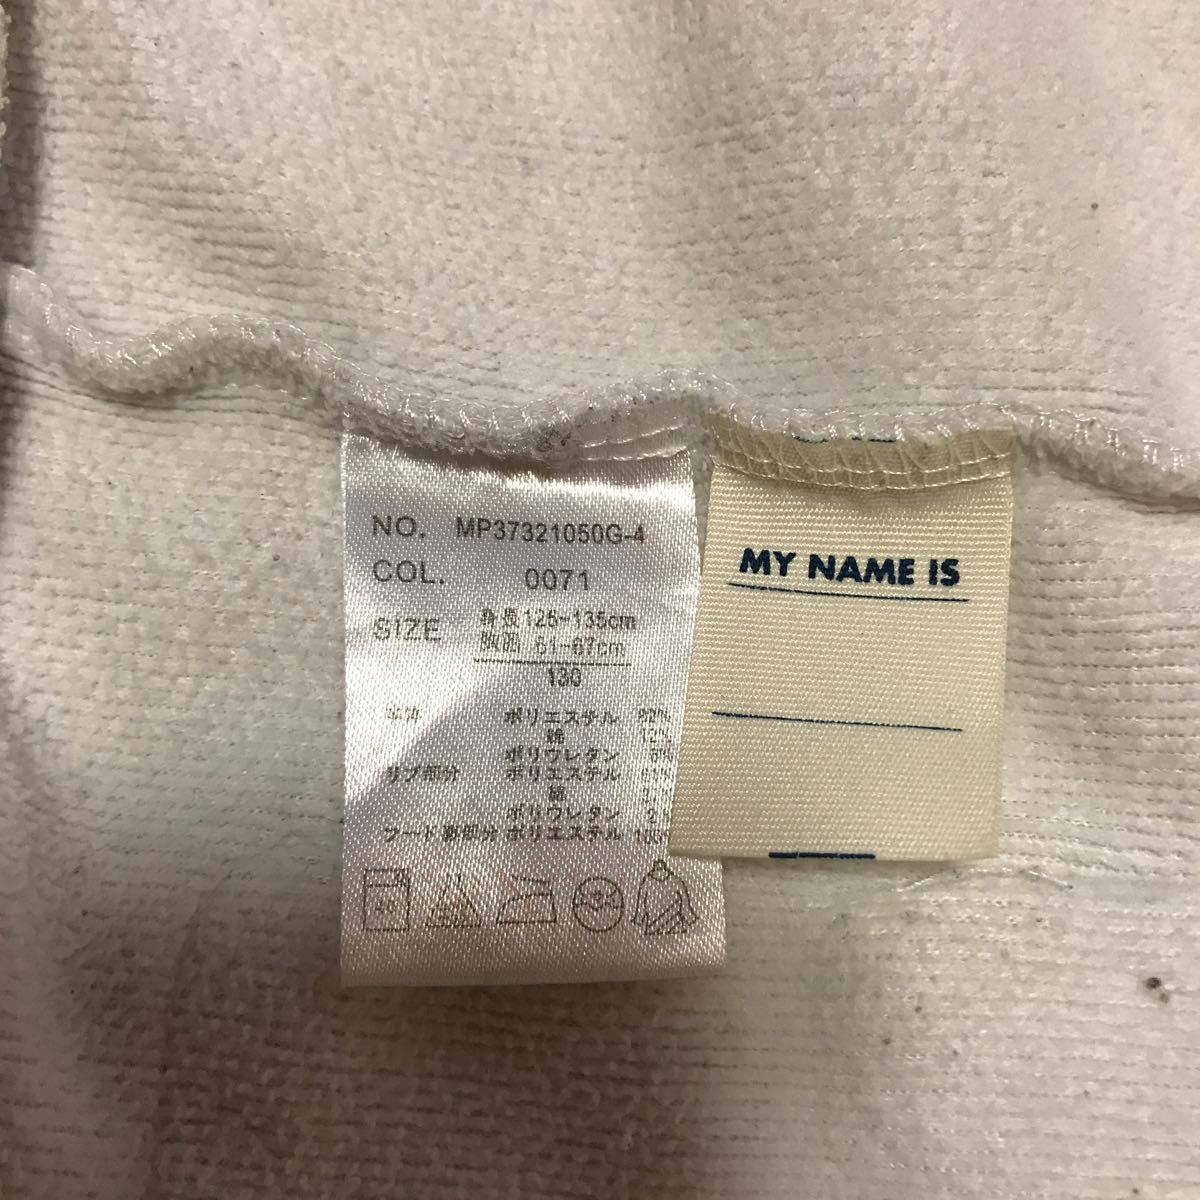 NO. MP37321050G-4
COL. 0071
SIZE 身長125-135cm
胸囲 61-67cm
130
ポリエステル 82%
綿
ポリウレタン
リブ部分 ポリエステル
綿
ポリウレタン
フード裏部分 ポリエステル 100%
MY NAME IS